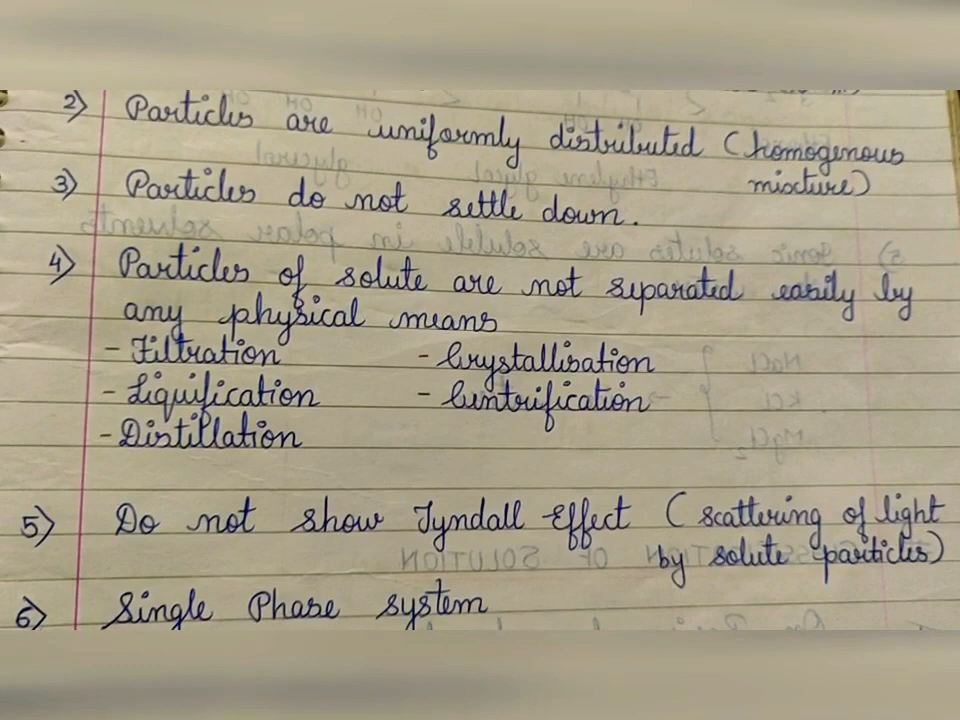 2) Particles are uniformly distributed (homogenous
mixture)
3) Particles do not settle down.
4) Particles of solute are not separated easily by
any physical means
- Filtration - Crystallisation
- Liquification - Centrification
- Distillation
5) Do not show Tyndall Effect (scattering of light
by solute particles)
6) Single Phase system